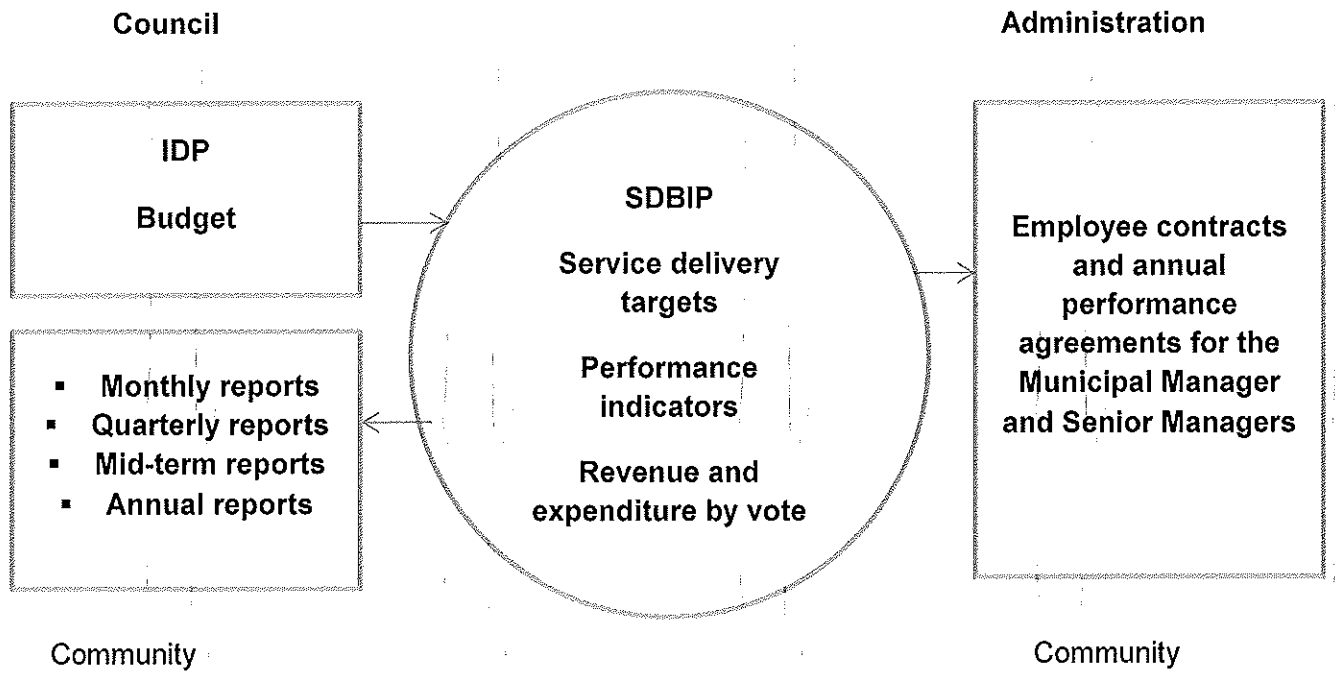 Council
Administration
IDP
Budget
▪ Monthly reports
▪ Quarterly reports
▪ Mid-term reports
▪ Annual reports
SDBIP
Service delivery
targets
Performance
indicators
Revenue and
expenditure by vote
Employee contracts
and annual
performance
agreements for the
Municipal Manager
and Senior Managers
Community
Community